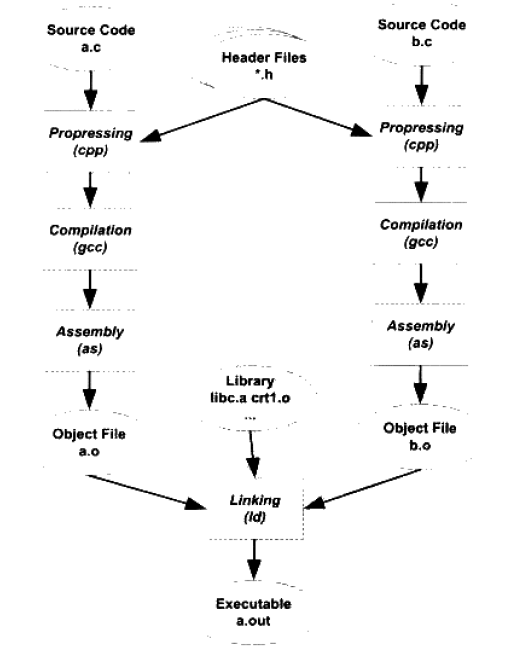 Source Code
a.c
Header Files
*.h
Source Code
b.c
Propressing
(cpp)
Propressing
(cpp)
Compilation
(gcc)
Compilation
(gcc)
Assembly
(as)
Assembly
(as)
Library
libc.a crt1.o
...
Object File
a.o
Object File
b.o
Linking
(ld)
Executable
a.out